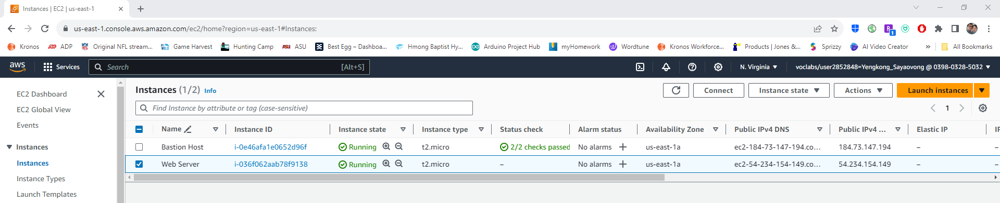 Instances | EC2 | us-east-1
us-east-1.console.aws.amazon.com/ec2/home?region=us-east-1#Instances:
1
Kronos ADP Original NFL stream... Game Harvest Hunting Camp ASU Best Egg – Dashboa... Hmong Baptist Hy... Arduino Project Hub myHomework Wordtune Kronos Workforce... Products | Jones &... Sprizzy AI Video Creator » All Bookmarks
aws Services Search [Alt+S] N. Virginia voclabs/user2852848=Yengkong_Sayaovong @ 0398-0328-5032
EC2 Dashboard
EC2 Global View
Events
Instances
Instances
Instance Types
Launch Templates
Instances (1/2) Info Connect Instance state Actions Launch instances
Find Instance by attribute or tag (case-sensitive) 1
Name Instance ID Instance state Instance type Status check Alarm status Availability Zone Public IPv4 DNS Public IPv4 ... Elastic IP IP
Bastion Host i-0e46afa1e0652d96f Running t2.micro 2/2 checks passed No alarms + us-east-1a ec2-184-73-147-194.co... 184.73.147.194 – –
Web Server i-036f062aab78f9138 Running t2.micro – No alarms + us-east-1a ec2-54-234-154-149.co... 54.234.154.149 – –